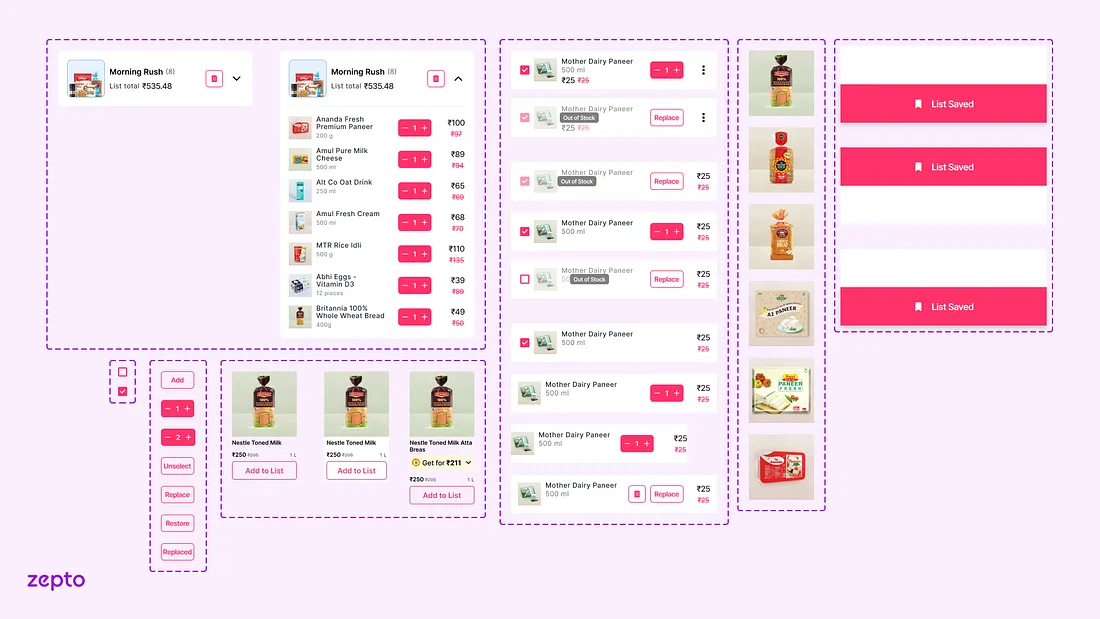 Morning Rush (8)
List total ₹535.48
Morning Rush (8)
List total ₹535.48
Ananda Fresh
Premium Paneer
200 g
1
₹100
₹97
Amul Pure Milk
Cheese
500 ml
1
₹89
₹94
Alt Co Oat Drink
250 ml
1
₹65
₹69
Amul Fresh Cream
500 ml
1
₹68
₹70
MTR Rice Idli
500 g
1
₹110
₹135
Abhi Eggs -
Vitamin D3
12 pieces
1
₹39
₹89
Britannia 100%
Whole Wheat Bread
400g
1
₹49
₹50
Add
1
2
Unselect
Replace
Restore
Replaced
Nestle Toned Milk
₹250 ₹295 1 L
Add to List
Nestle Toned Milk
₹250 ₹295 1 L
Add to List
Nestle Toned Milk Atta
Breas
Get for ₹211
₹250 ₹295 1 L
Add to List
Mother Dairy Paneer
500 ml
₹25 ₹25
1
Mother Dairy Paneer
Out of Stock
₹25 ₹25
Replace
Mother Dairy Paneer
Out of Stock
Replace
₹25
₹25
Mother Dairy Paneer
500 ml
1
₹25
₹25
Mother Dairy Paneer
Out of Stock
Replace
₹25
₹25
Mother Dairy Paneer
500 ml
₹25
₹25
Mother Dairy Paneer
500 ml
1
₹25
₹25
Mother Dairy Paneer
500 ml
1
₹25
₹25
Mother Dairy Paneer
500 ml
Replace
₹25
₹25
100%
A2 PANEER
PANEER
List Saved
List Saved
List Saved
zepto